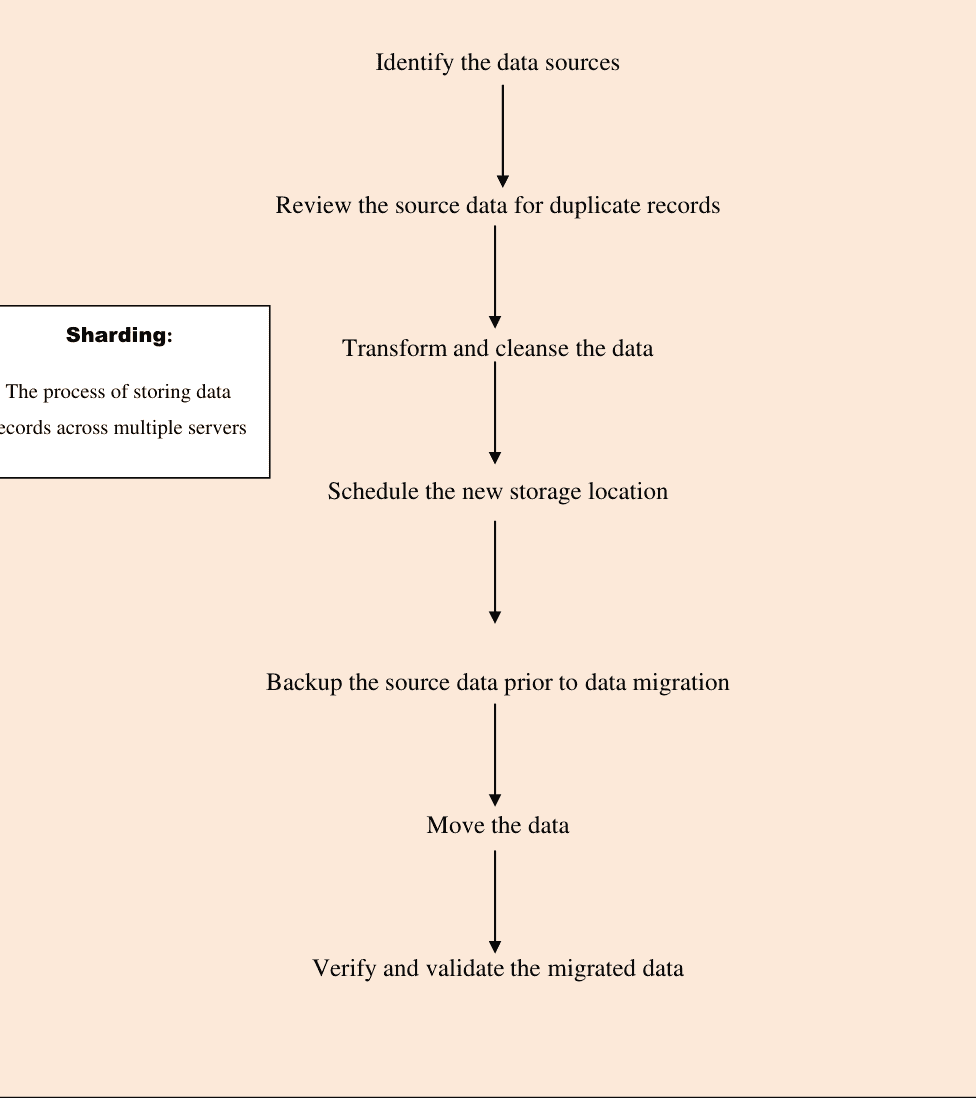 Identify the data sources
Review the source data for duplicate records
Sharding:
The process of storing data
ecords across multiple servers
Transform and cleanse the data
Schedule the new storage location
Backup the source data prior to data migration
Move the data
Verify and validate the migrated data